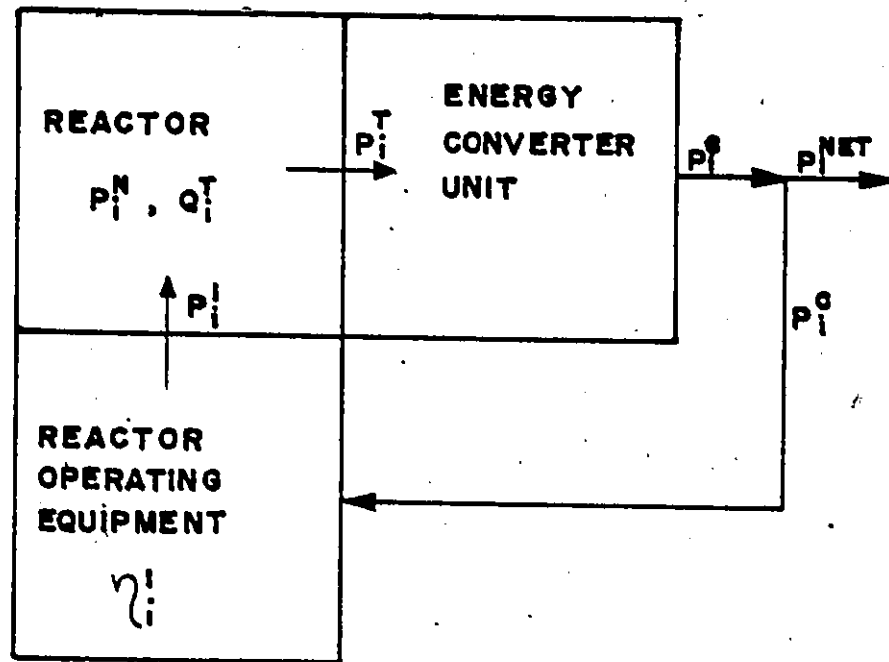 REACTOR
P_i^N , Q_i^T
P_i^T
ENERGY
CONVERTER
UNIT
P_i^G
P_i^NET
P_i^I
P_i^O
REACTOR
OPERATING
EQUIPMENT
η_i^I